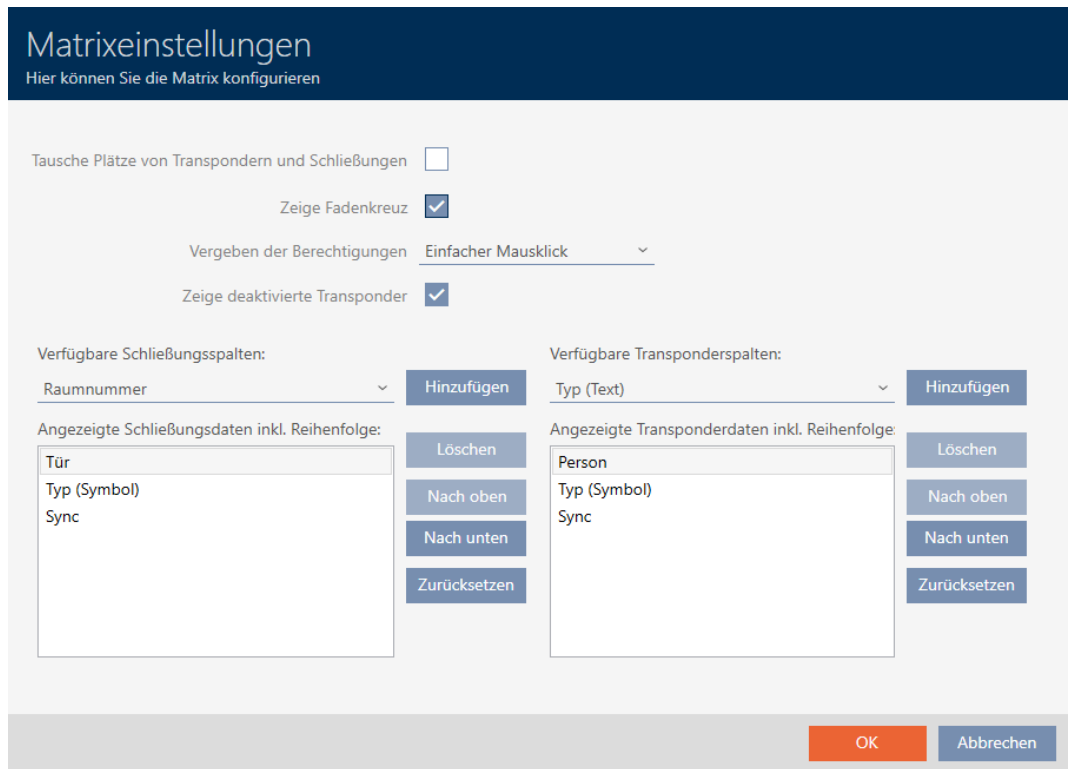 Matrixeinstellungen
Hier können Sie die Matrix konfigurieren
Tausche Plätze von Transpondern und Schließungen
Zeige Fadenkreuz
Vergeben der Berechtigungen Einfacher Mausklick
Zeige deaktivierte Transponder
Verfügbare Schließungsspalten:
Raumnummer
Hinzufügen
Angezeigte Schließungsdaten inkl. Reihenfolge:
Tür
Typ (Symbol)
Sync
Löschen
Nach oben
Nach unten
Zurücksetzen
Verfügbare Transponderspalten:
Typ (Text)
Hinzufügen
Angezeigte Transponderdaten inkl. Reihenfolge:
Person
Typ (Symbol)
Sync
Löschen
Nach oben
Nach unten
Zurücksetzen
OK
Abbrechen